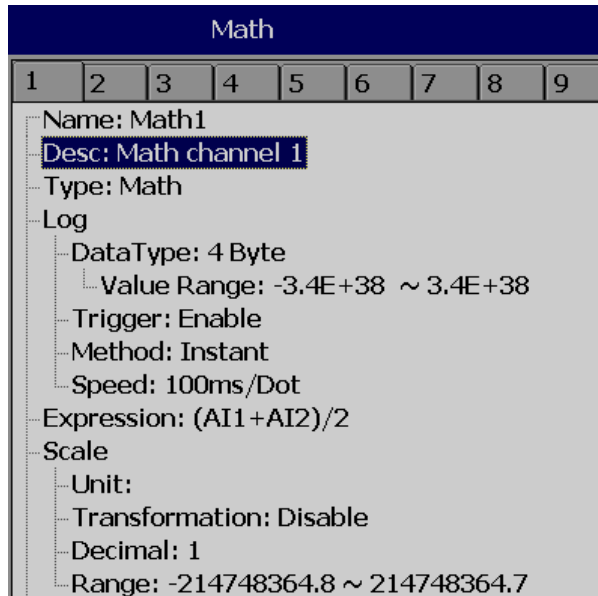 Math
1 2 3 4 5 6 7 8 9
Name: Math1
Desc: Math channel 1
Type: Math
Log
DataType: 4 Byte
Value Range: -3.4E+38 ~ 3.4E+38
Trigger: Enable
Method: Instant
Speed: 100ms/Dot
Expression: (AI1+AI2)/2
Scale
Unit:
Transformation: Disable
Decimal: 1
Range: -214748364.8 ~ 214748364.7